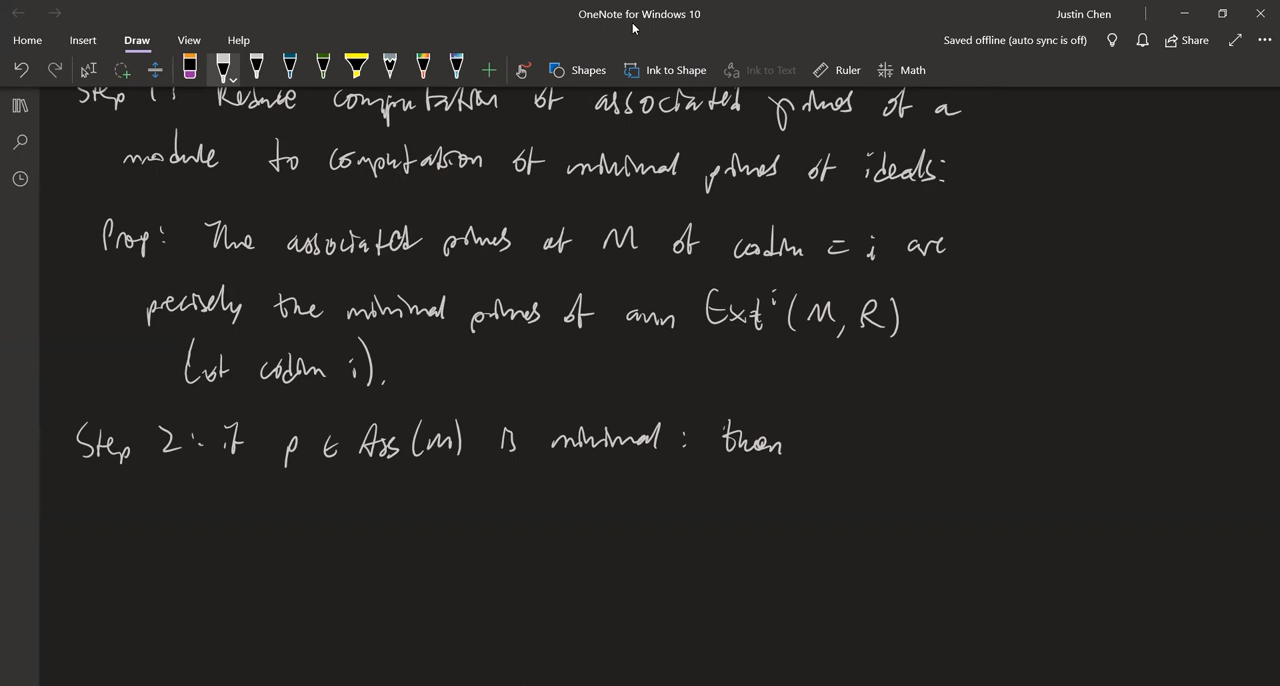 OneNote for Windows 10
Justin Chen
Home Insert Draw View Help
Saved offline (auto sync is off) Share
Shapes Ink to Shape Ink to Text Ruler Math
Step 1: Reduce computation of associated primes of a
module to computation of minimal primes of ideals:
Prop: The associated primes of M of codim = i are
precisely the minimal primes of ann Extⁱ(M, R)
(of codim i).
Step 2: if p ∈ Ass(M) is minimal: then